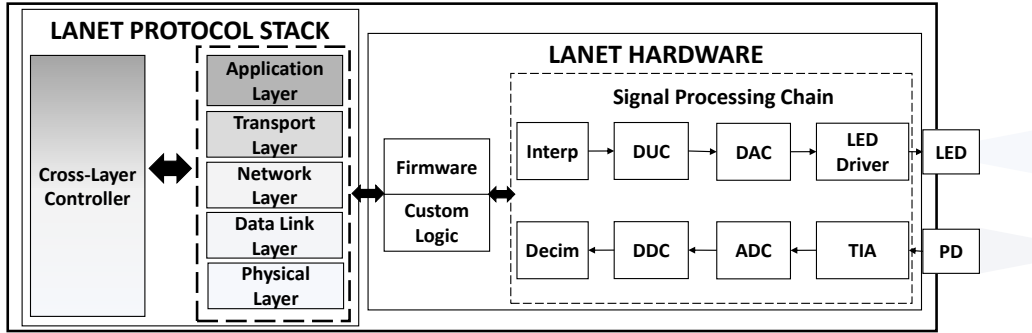 LANET PROTOCOL STACK
Cross-Layer
Controller
Application
Layer
Transport
Layer
Network
Layer
Data Link
Layer
Physical
Layer
LANET HARDWARE
Firmware
Custom
Logic
Signal Processing Chain
Interp
DUC
DAC
LED
Driver
LED
Decim
DDC
ADC
TIA
PD